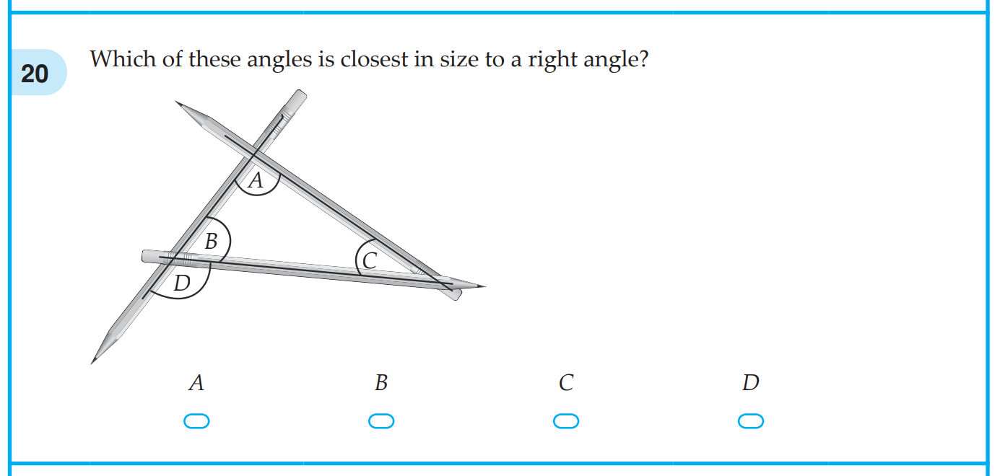 20
Which of these angles is closest in size to a right angle?
A
B
C
D
A B C D